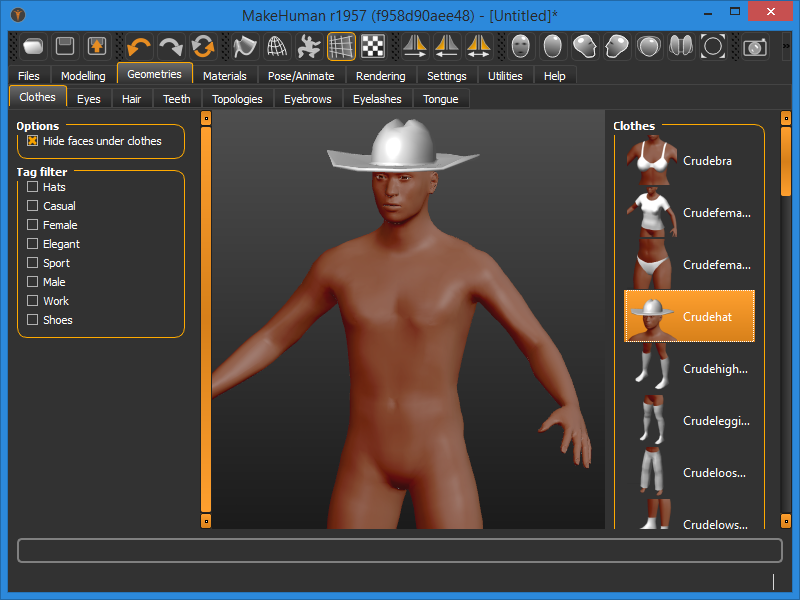 MakeHuman r1957 (f958d90aee48) - [Untitled]*
Files Modelling Geometries Materials Pose/Animate Rendering Settings Utilities Help
Clothes Eyes Hair Teeth Topologies Eyebrows Eyelashes Tongue
Options
Hide faces under clothes
Tag filter
Hats
Casual
Female
Elegant
Sport
Male
Work
Shoes
Clothes
Crudebra
Crudefema...
Crudefema...
Crudehat
Crudehigh...
Crudeleggi...
Crudeloos...
Crudelows...